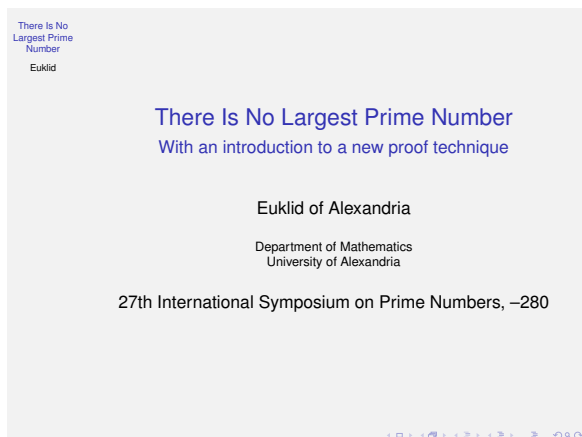 There Is No
Largest Prime
Number
Euklid
There Is No Largest Prime Number
With an introduction to a new proof technique
Euklid of Alexandria
Department of Mathematics
University of Alexandria
27th International Symposium on Prime Numbers, –280